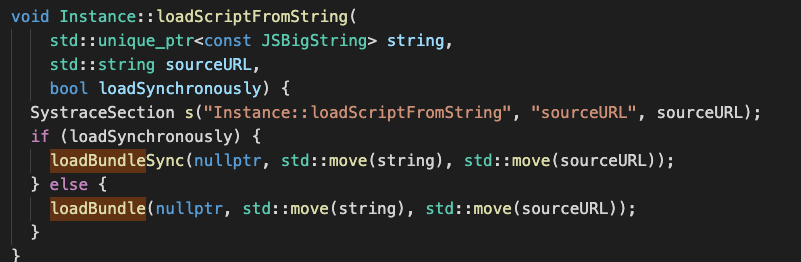 void Instance::loadScriptFromString(
    std::unique_ptr<const JSBigString> string,
    std::string sourceURL,
    bool loadSynchronously) {
  SystraceSection s("Instance::loadScriptFromString", "sourceURL", sourceURL);
  if (loadSynchronously) {
    loadBundleSync(nullptr, std::move(string), std::move(sourceURL));
  } else {
    loadBundle(nullptr, std::move(string), std::move(sourceURL));
  }
}